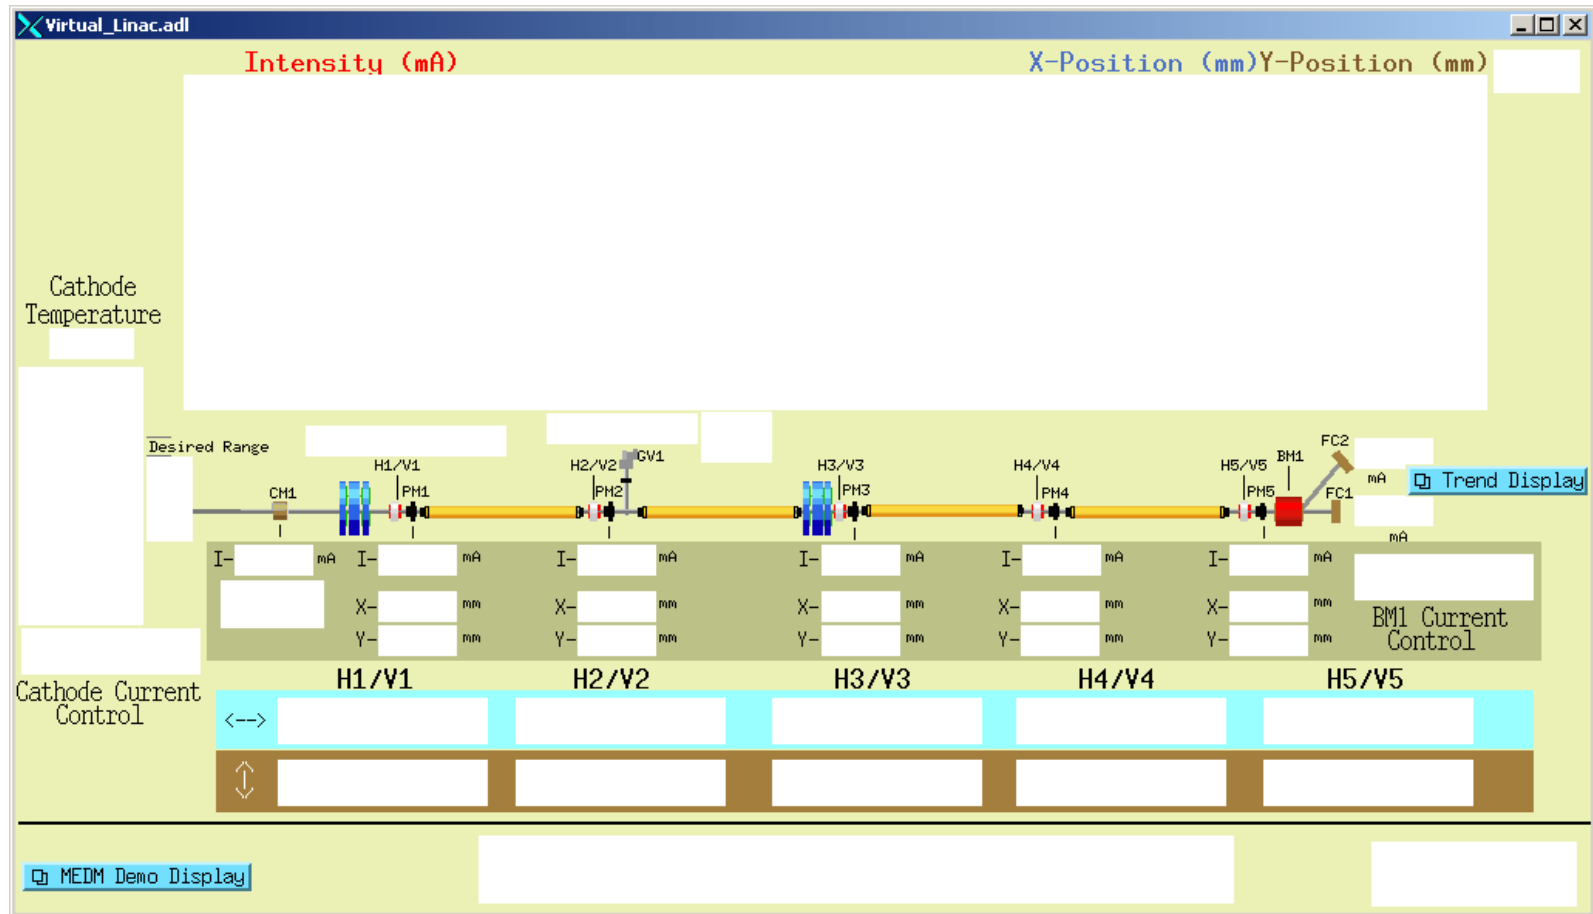 Virtual_Linac.adl
Intensity (mA)
X-Position (mm)
Y-Position (mm)
Cathode
Temperature
Desired Range
CM1
H1/V1
PM1
H2/V2
GV1
PM2
H3/V3
PM3
H4/V4
PM4
H5/V5
PM5
BM1
FC2
FC1
mA
Trend Display
mA
I- mA
I- mA
I- mA
I- mA
I- mA
I- mA
X- mm
X- mm
X- mm
X- mm
X- mm
Y- mm
Y- mm
Y- mm
Y- mm
Y- mm
BM1 Current
Control
Cathode Current
Control
H1/V1
H2/V2
H3/V3
H4/V4
H5/V5
<-->
MEDM Demo Display